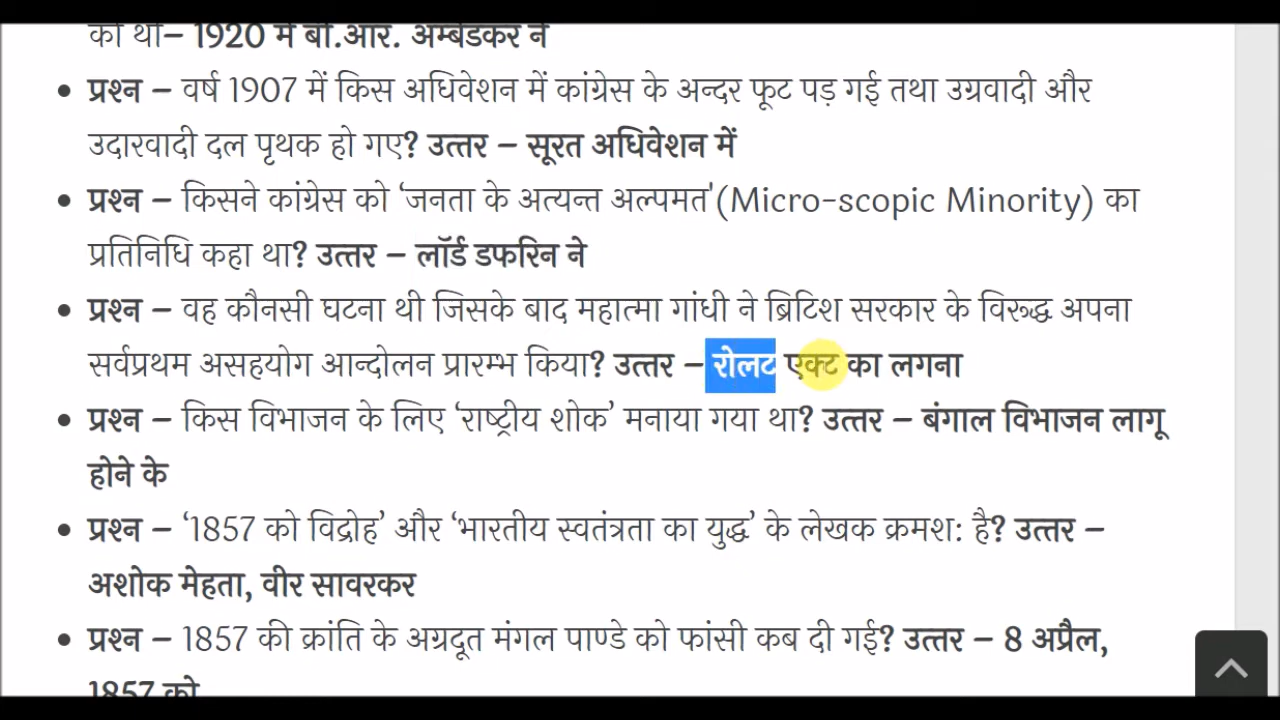 की थी– 1920 में बी.आर. अम्बेडकर ने
प्रश्न – वर्ष 1907 में किस अधिवेशन में कांग्रेस के अन्दर फूट पड़ गई तथा उग्रवादी और
उदारवादी दल पृथक हो गए? उत्तर – सूरत अधिवेशन में
प्रश्न – किसने कांग्रेस को ‘जनता के अत्यन्त अल्पमत'(Micro-scopic Minority) का
प्रतिनिधि कहा था? उत्तर – लॉर्ड डफरिन ने
प्रश्न – वह कौनसी घटना थी जिसके बाद महात्मा गांधी ने ब्रिटिश सरकार के विरूद्ध अपना
सर्वप्रथम असहयोग आन्दोलन प्रारम्भ किया? उत्तर – रोलट एक्ट का लगना
प्रश्न – किस विभाजन के लिए ‘राष्ट्रीय शोक’ मनाया गया था? उत्तर – बंगाल विभाजन लागू
होने के
प्रश्न – ‘1857 को विद्रोह’ और ‘भारतीय स्वतंत्रता का युद्ध’ के लेखक क्रमश: है? उत्तर –
अशोक मेहता, वीर सावरकर
प्रश्न – 1857 की क्रांति के अग्रदूत मंगल पाण्डे को फांसी कब दी गई? उत्तर – 8 अप्रैल,
1857 को